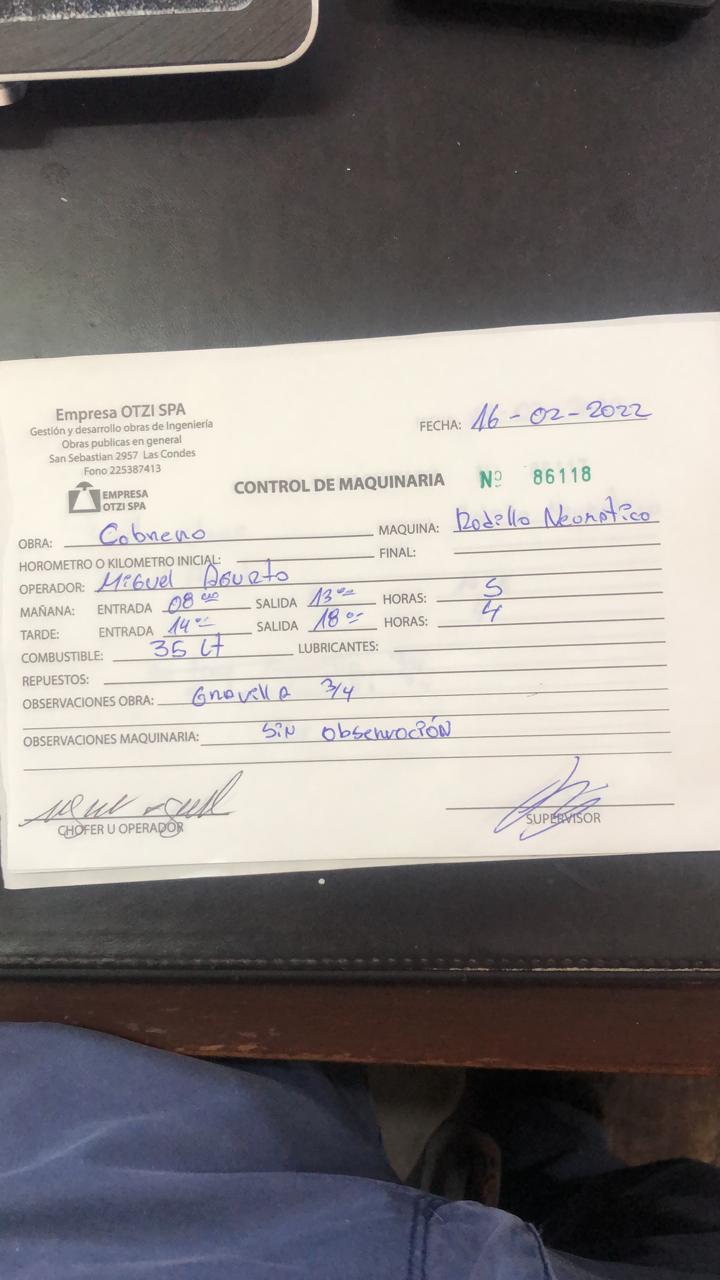 Empresa OTZI SPA
Gestión y desarrollo obras de Ingeniería
Obras publicas en general
San Sebastian 2957 Las Condes
Fono 225387413
EMPRESA
OTZI SPA
FECHA: 16-02-2022
CONTROL DE MAQUINARIA Nº 86118
OBRA: Cobrero MAQUINA: Rodillo Neumatico
HOROMETRO O KILOMETRO INICIAL: FINAL:
OPERADOR: Miguel Agurto
MAÑANA: ENTRADA 08 00 SALIDA 13 00 HORAS: 5
TARDE: ENTRADA 14 00 SALIDA 18 00 HORAS: 4
COMBUSTIBLE: 35 Lt LUBRICANTES:
REPUESTOS:
OBSERVACIONES OBRA: Gravilla 3/4
OBSERVACIONES MAQUINARIA: Sin Observación
CHOFER U OPERADOR SUPERVISOR